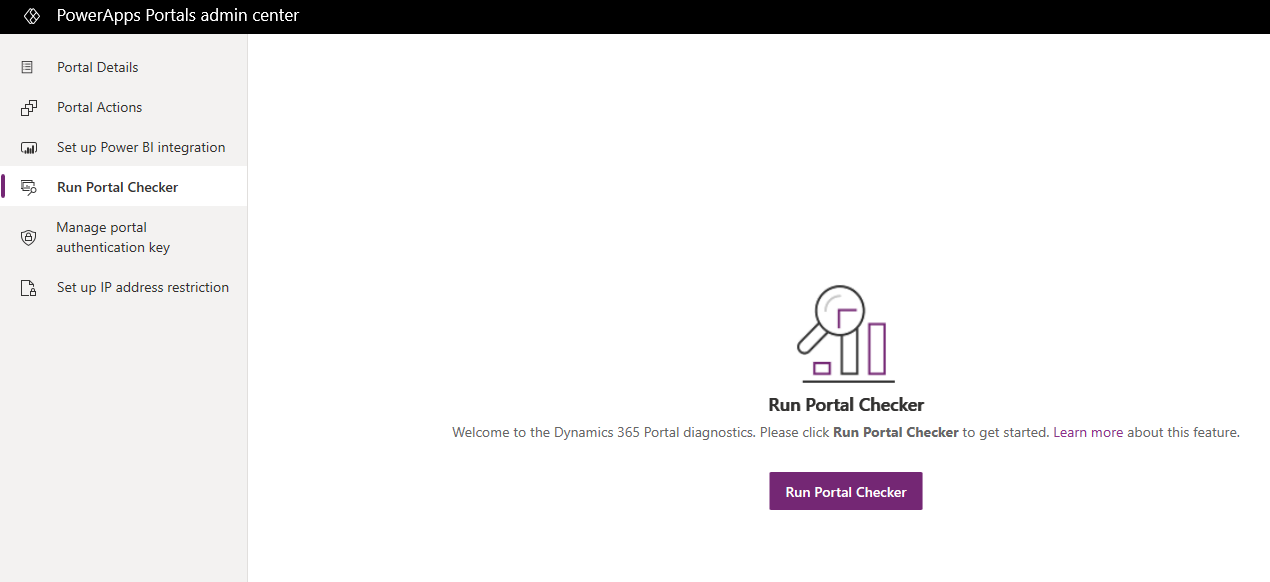 PowerApps Portals admin center
Portal Details
Portal Actions
Set up Power BI integration
Run Portal Checker
Manage portal
authentication key
Set up IP address restriction
Run Portal Checker
Welcome to the Dynamics 365 Portal diagnostics. Please click Run Portal Checker to get started. Learn more about this feature.
Run Portal Checker